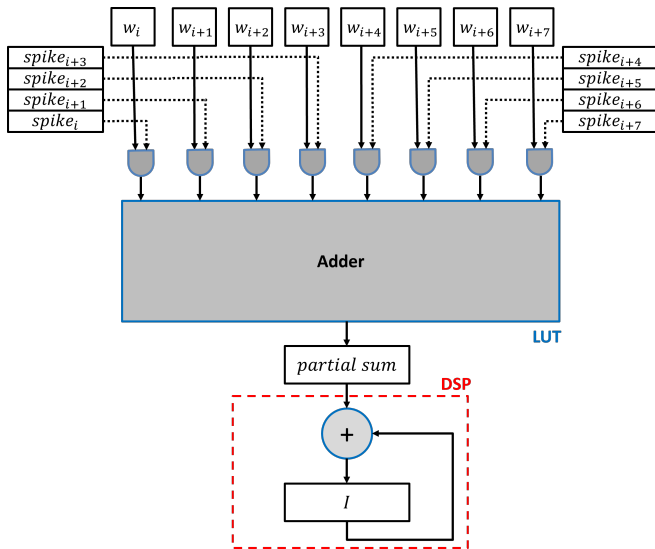 w_i w_{i+1} w_{i+2} w_{i+3} w_{i+4} w_{i+5} w_{i+6} w_{i+7}
spike_{i+3} spike_{i+4}
spike_{i+2} spike_{i+5}
spike_{i+1} spike_{i+6}
spike_i spike_{i+7}
Adder
LUT
partial sum
DSP
+
I